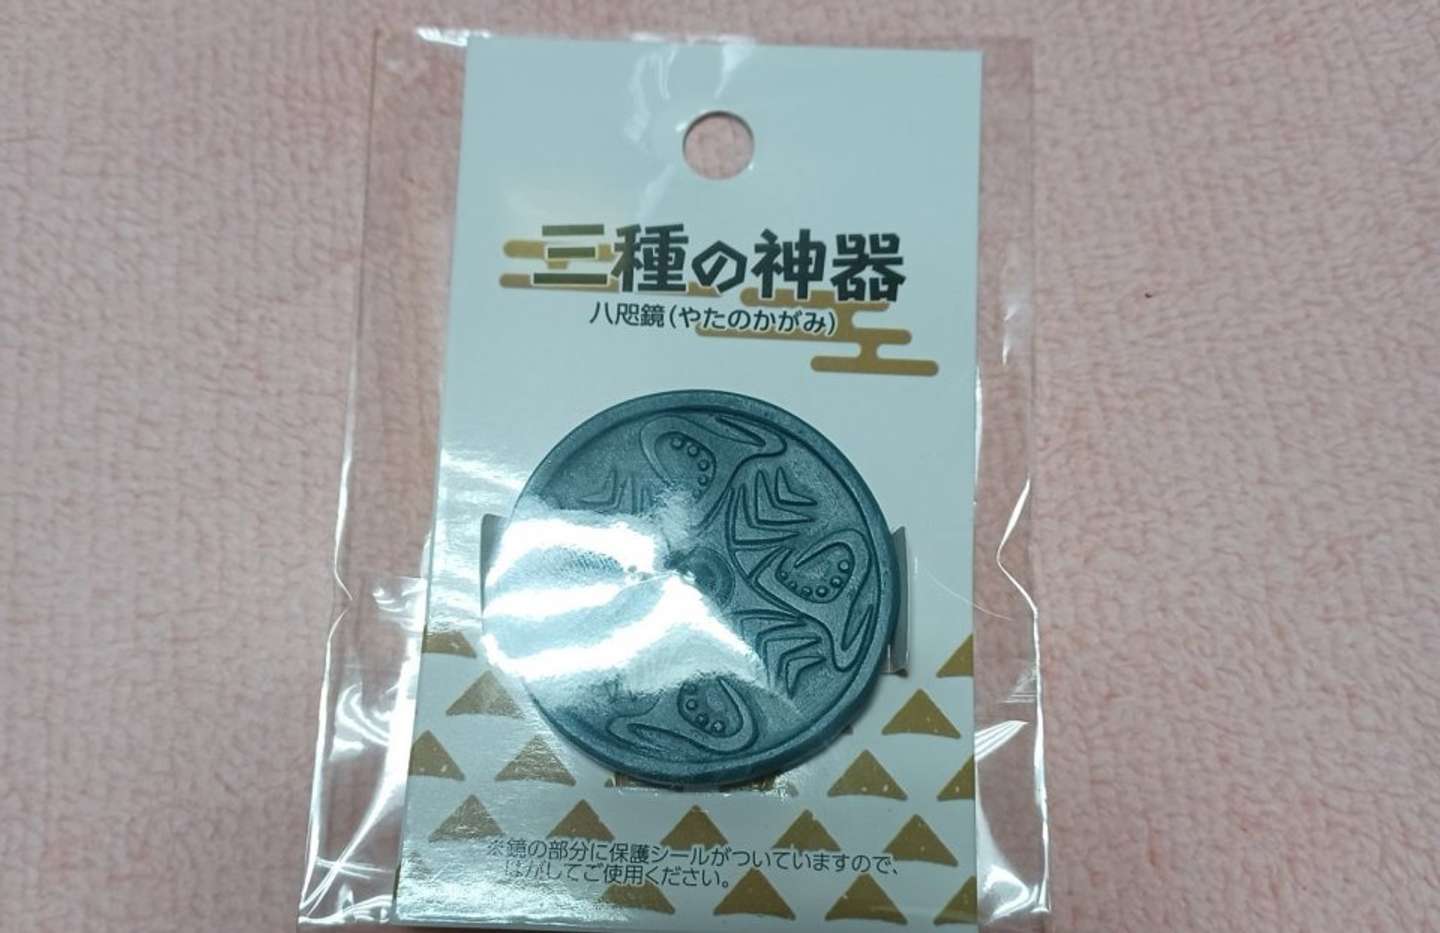 三種の神器
八咫鏡(やたのかがみ)
※鏡の部分に保護シールがついていますので、
はがしてご使用ください。